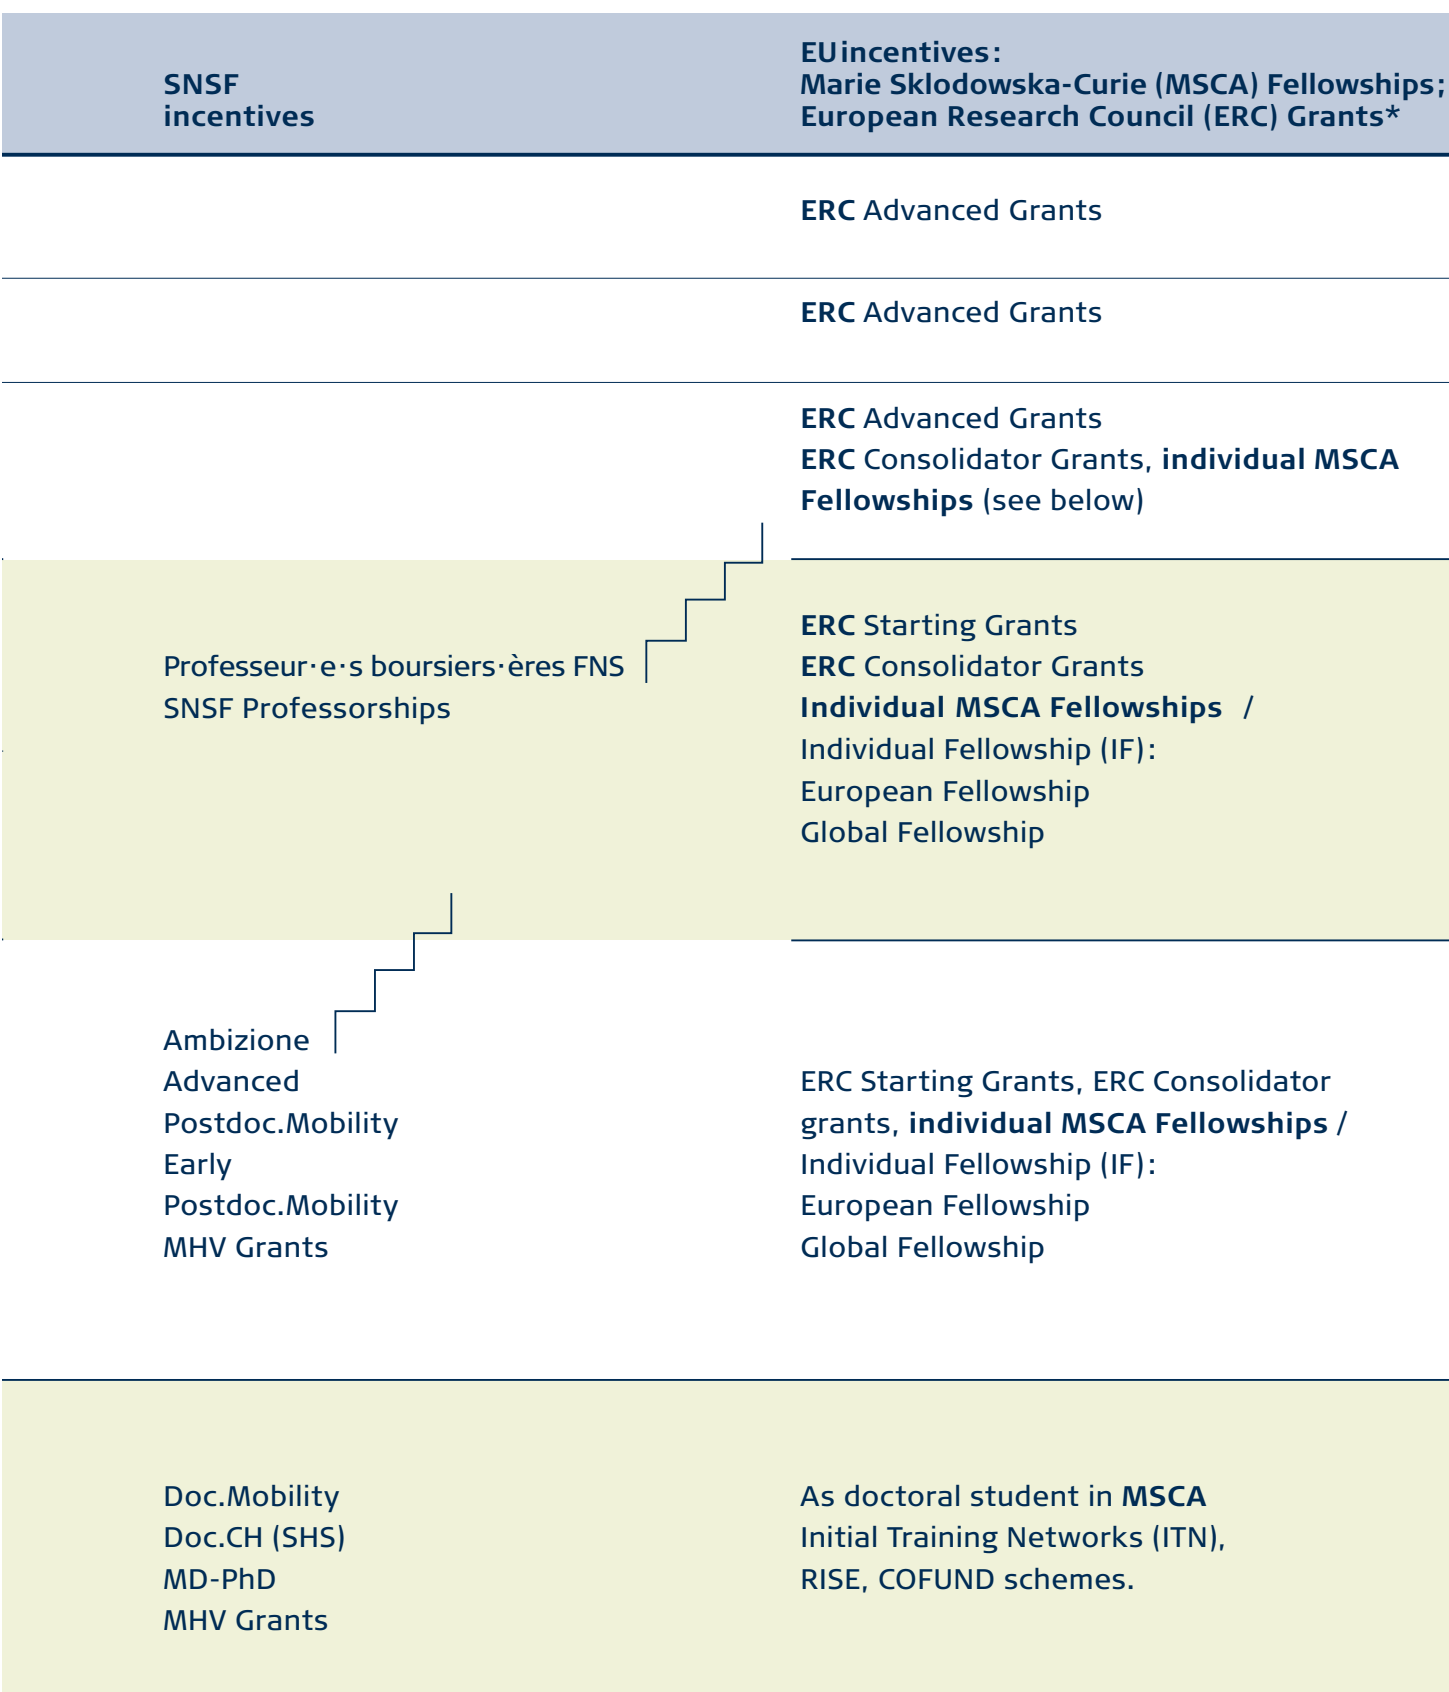 SNSF
incentives
EU incentives:
Marie Sklodowska-Curie (MSCA) Fellowships;
European Research Council (ERC) Grants*
ERC Advanced Grants
ERC Advanced Grants
ERC Advanced Grants
ERC Consolidator Grants, individual MSCA
Fellowships (see below)
Professeur·e·s boursiers·ères FNS
SNSF Professorships
ERC Starting Grants
ERC Consolidator Grants
Individual MSCA Fellowships /
Individual Fellowship (IF):
European Fellowship
Global Fellowship
Ambizione
Advanced
Postdoc.Mobility
Early
Postdoc.Mobility
MHV Grants
ERC Starting Grants, ERC Consolidator
grants, individual MSCA Fellowships /
Individual Fellowship (IF):
European Fellowship
Global Fellowship
Doc.Mobility
Doc.CH (SHS)
MD-PhD
MHV Grants
As doctoral student in MSCA
Initial Training Networks (ITN),
RISE, COFUND schemes.